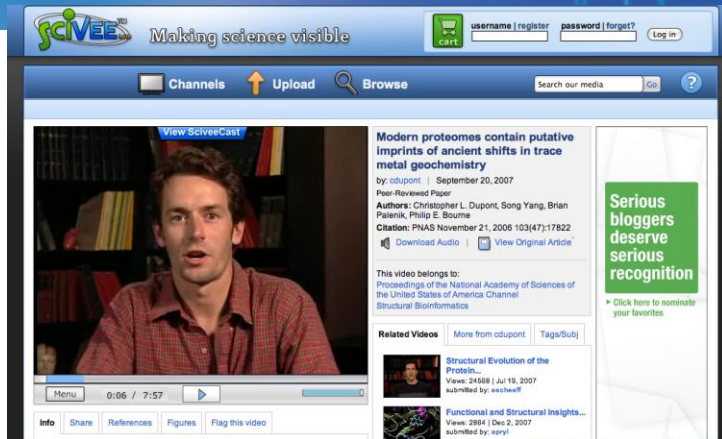 SciVEE
Making science visible
cart
username | register password | forget?
Log in
Channels Upload Browse
Search our media Go ?
View SciveeCast
Modern proteomes contain putative
imprints of ancient shifts in trace
metal geochemistry
by: cdupont | September 20, 2007
Peer-Reviewed Paper
Authors: Christopher L. Dupont, Song Yang, Brian
Palenik, Philip E. Bourne
Citation: PNAS November 21, 2006 103(47):17822
Download Audio | View Original Article
This video belongs to:
Proceedings of the National Academy of Sciences of
the United States of America Channel
Structural Bioinformatics
Serious
bloggers
deserve
serious
recognition
Click here to nominate
your favorites
Related Videos More from cdupont Tags/Subj
Structural Evolution of the
Protein...
Views: 24568 | Jul 19, 2007
submitted by: escheeff
Functional and Structural Insights...
Views: 2864 | Dec 2, 2007
submitted by: apryl
Menu 0:06 / 7:57
Info Share References Figures Flag this video